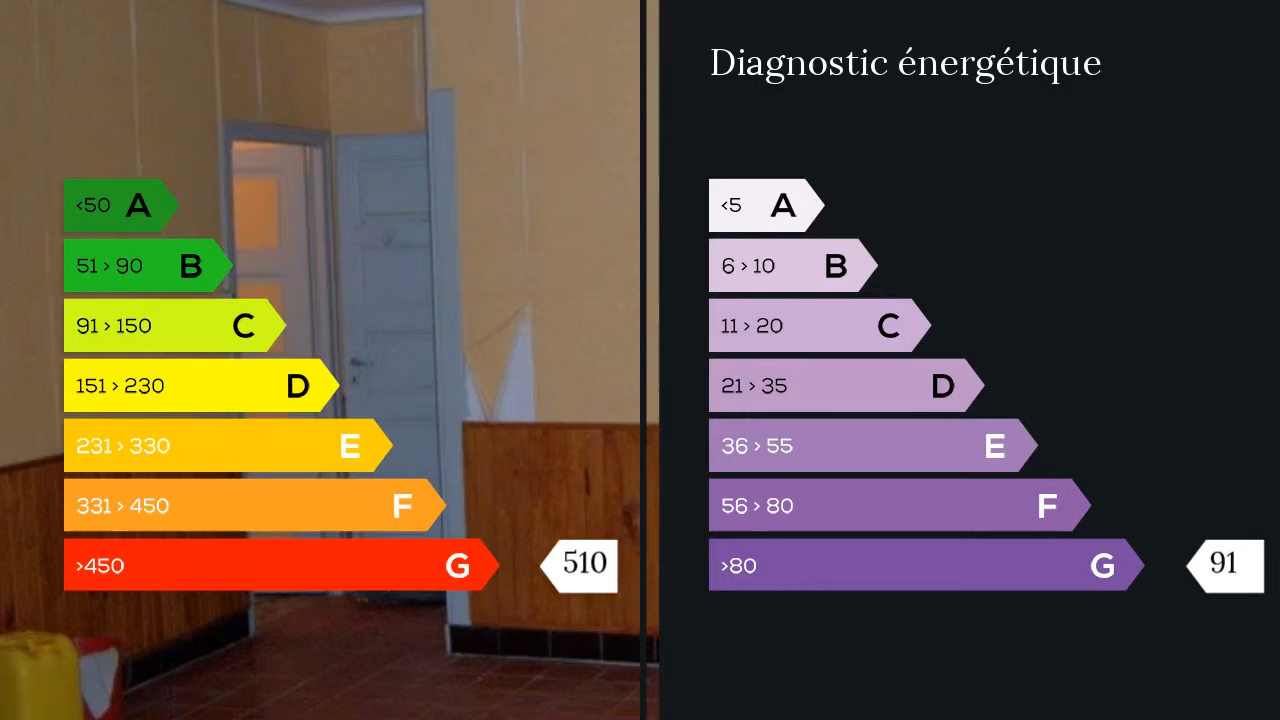 Diagnostic énergétique
<50 A
51 > 90 B
91 > 150 C
151 > 230 D
231 > 330 E
331 > 450 F
>450 G
510
<5 A
6 > 10 B
11 > 20 C
21 > 35 D
36 > 55 E
56 > 80 F
>80 G
91